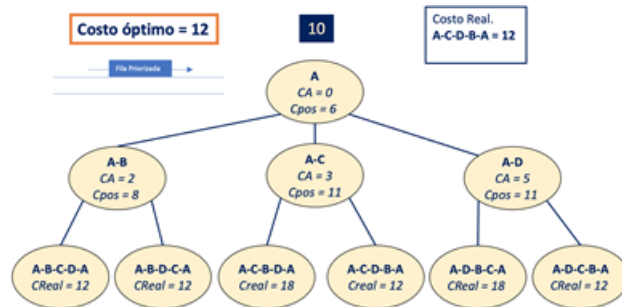 Costo óptimo = 12
10
Costo Real.
A-C-D-B-A = 12
Fila Priorizada
A
CA = 0
Cpos = 6
A-B
CA = 2
Cpos = 8
A-C
CA = 3
Cpos = 11
A-D
CA = 5
Cpos = 11
A-B-C-D-A
CReal = 12
A-B-D-C-A
CReal = 12
A-C-B-D-A
Creal = 18
A-C-D-B-A
Creal = 12
A-D-B-C-A
CReal = 18
A-D-C-B-A
CReal = 12